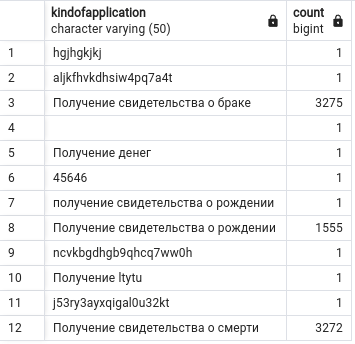 kindofapplication count
character varying (50) bigint
1 hgjhgkjkj 1
2 aljkfhvkdhsiw4pq7a4t 1
3 Получение свидетельства о браке 3275
4 1
5 Получение денег 1
6 45646 1
7 получение свидетельства о рождении 1
8 Получение свидетельства о рождении 1555
9 ncvkbgdhgb9qhcq7ww0h 1
10 Получение ltytu 1
11 j53ry3ayxqigal0u32kt 1
12 Получение свидетельства о смерти 3272